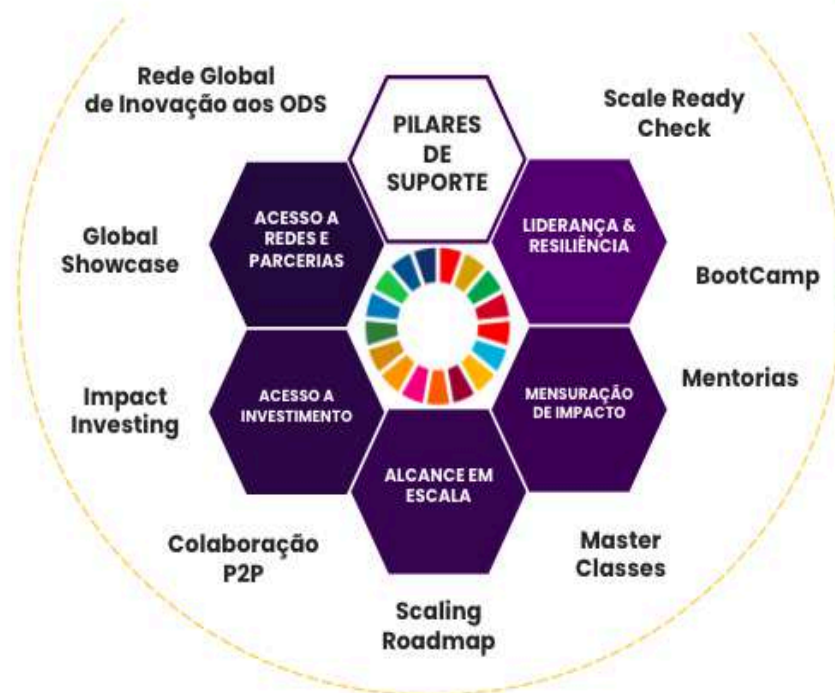 Rede Global
de Inovação aos ODS
PILARES
DE
SUPORTE
Scale Ready
Check
ACESSO A
REDES E
PARCERIAS
LIDERANÇA &
RESILIÊNCIA
Global
Showcase
BootCamp
Impact
Investing
ACESSO A
INVESTIMENTO
MENSURAÇÃO
DE IMPACTO
Mentorias
ALCANCE EM
ESCALA
Colaboração
P2P
Master
Classes
Scaling
Roadmap